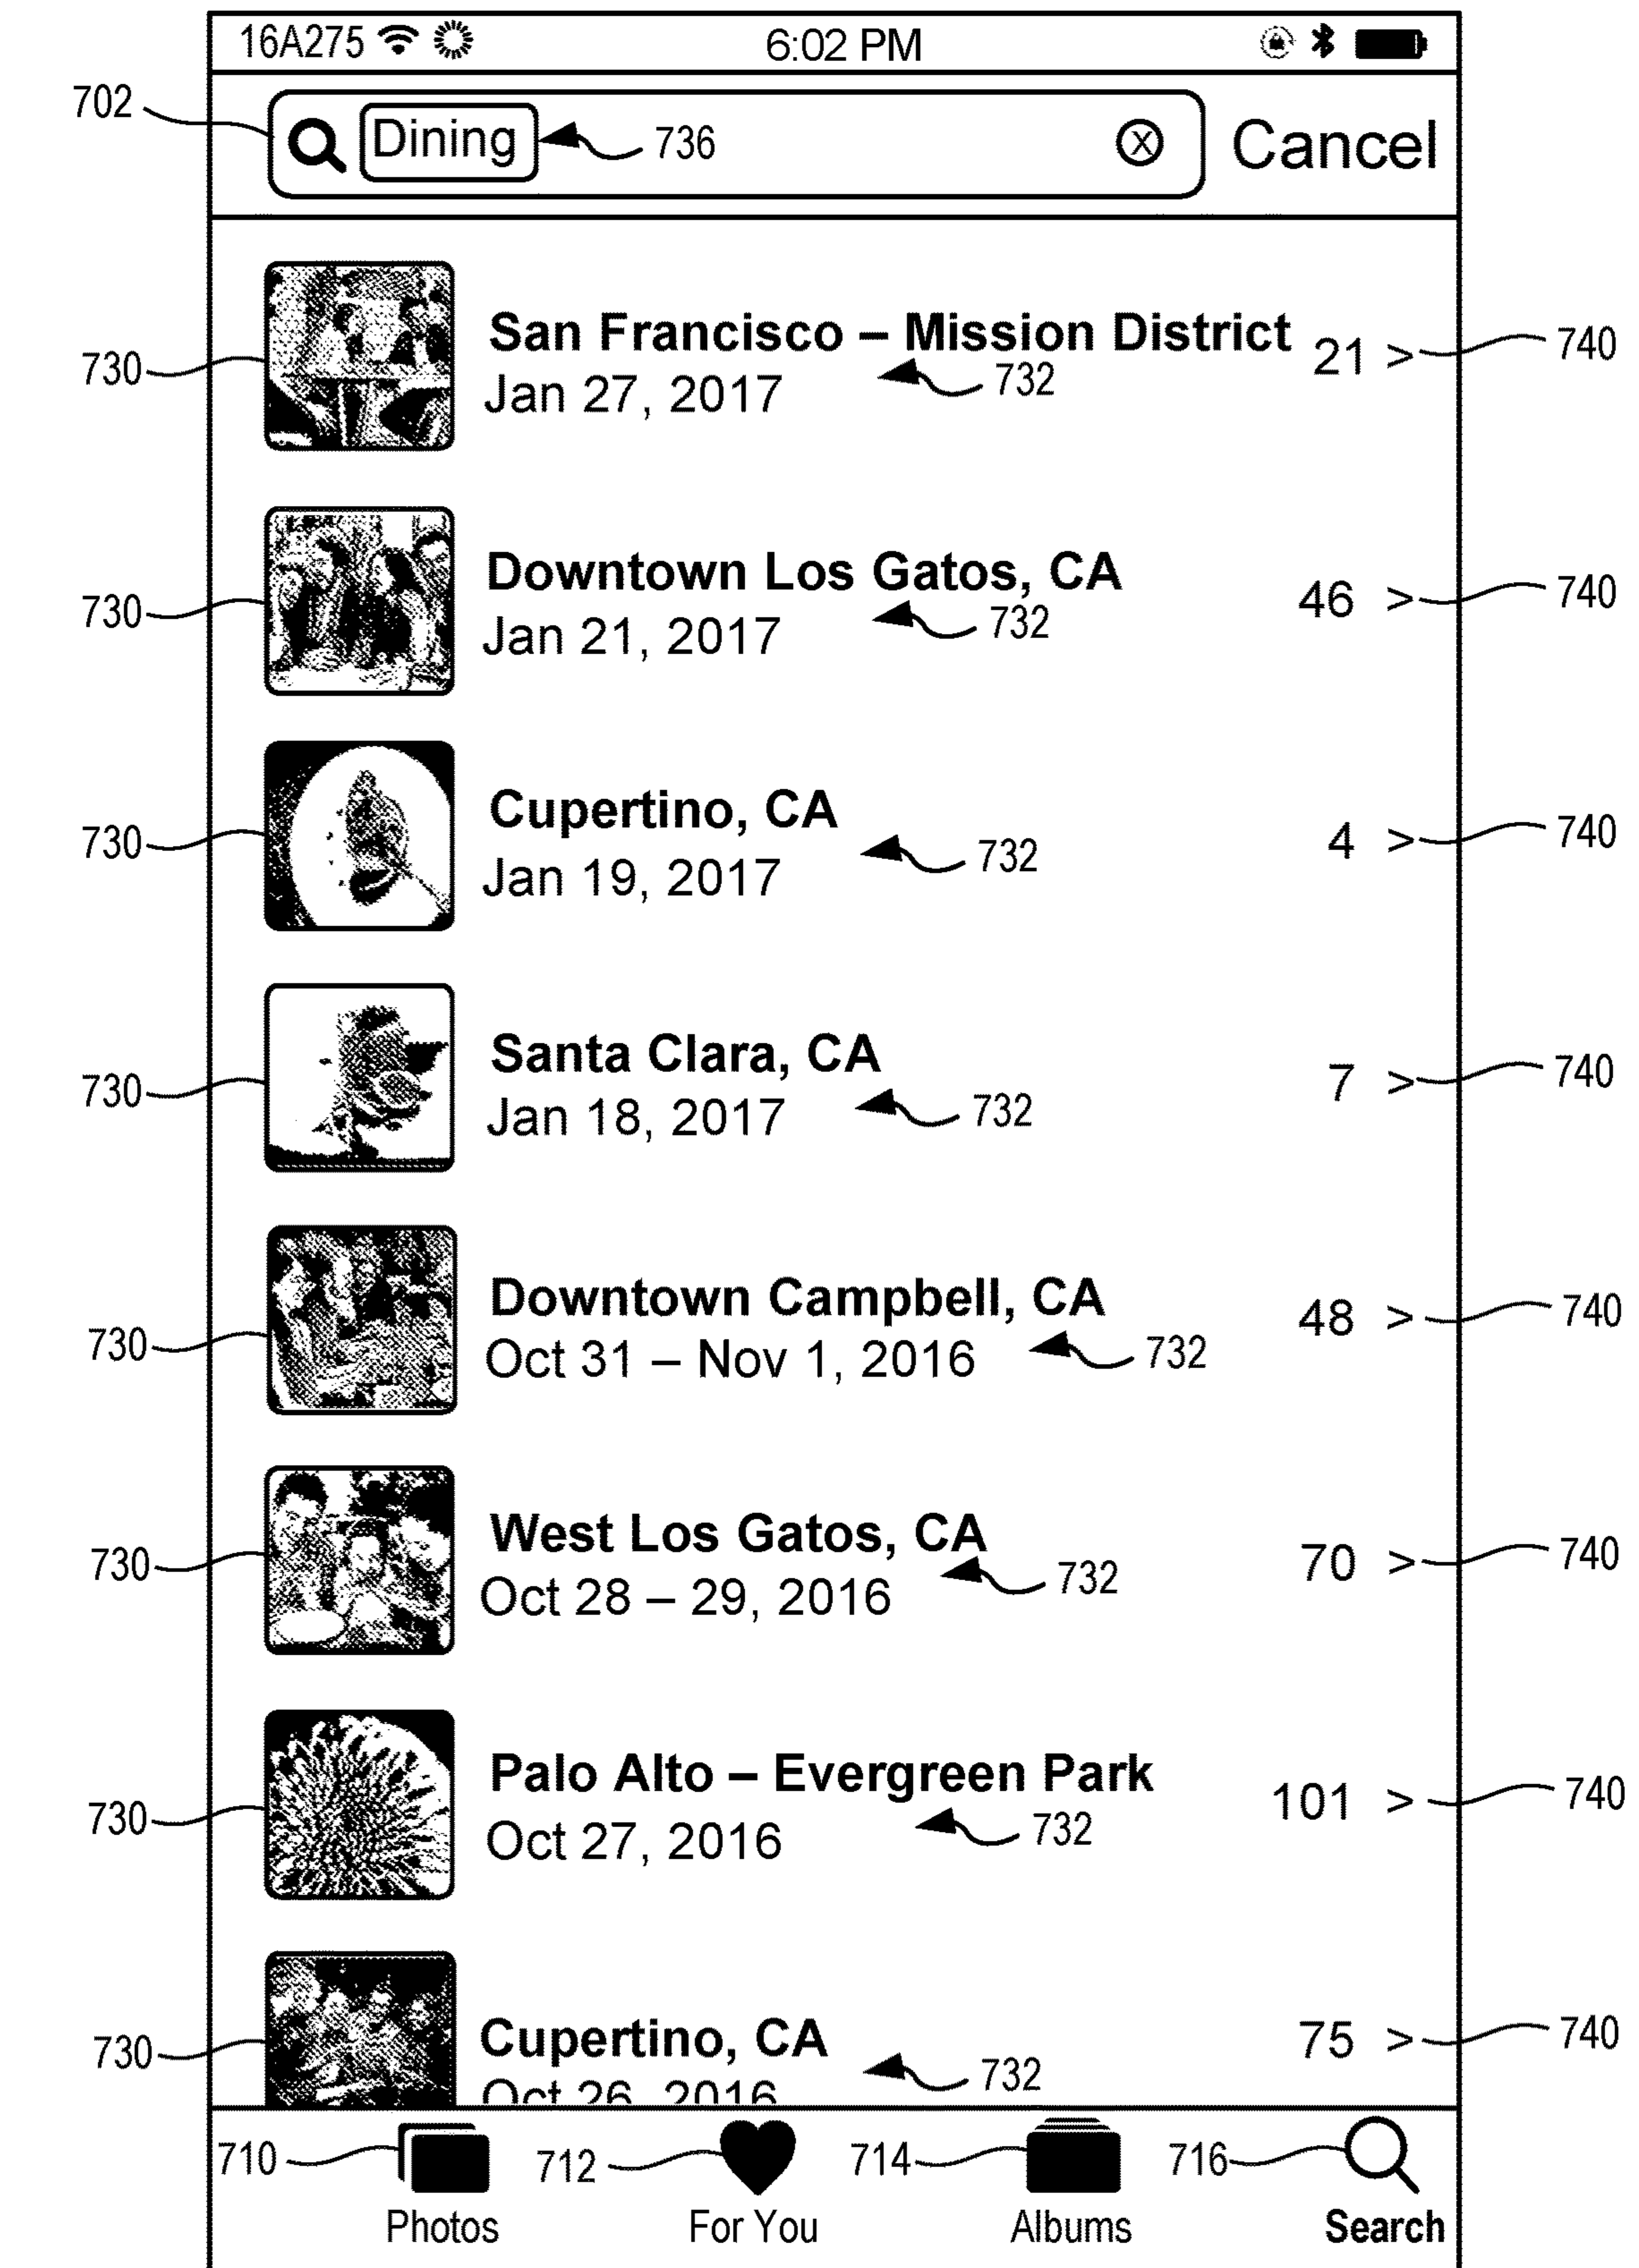 16A275 6:02 PM
702 Dining 736 X Cancel
San Francisco – Mission District 21 > 740
730 Jan 27, 2017 732
Downtown Los Gatos, CA 46 > 740
730 Jan 21, 2017 732
Cupertino, CA 4 > 740
730 Jan 19, 2017 732
Santa Clara, CA 7 > 740
730 Jan 18, 2017 732
Downtown Campbell, CA 48 > 740
730 Oct 31 – Nov 1, 2016 732
West Los Gatos, CA 70 > 740
730 Oct 28 – 29, 2016 732
Palo Alto – Evergreen Park 101 > 740
730 Oct 27, 2016 732
730 Cupertino, CA 75 > 740
Oct 26, 2016 732
710 712 714 716
Photos For You Albums Search